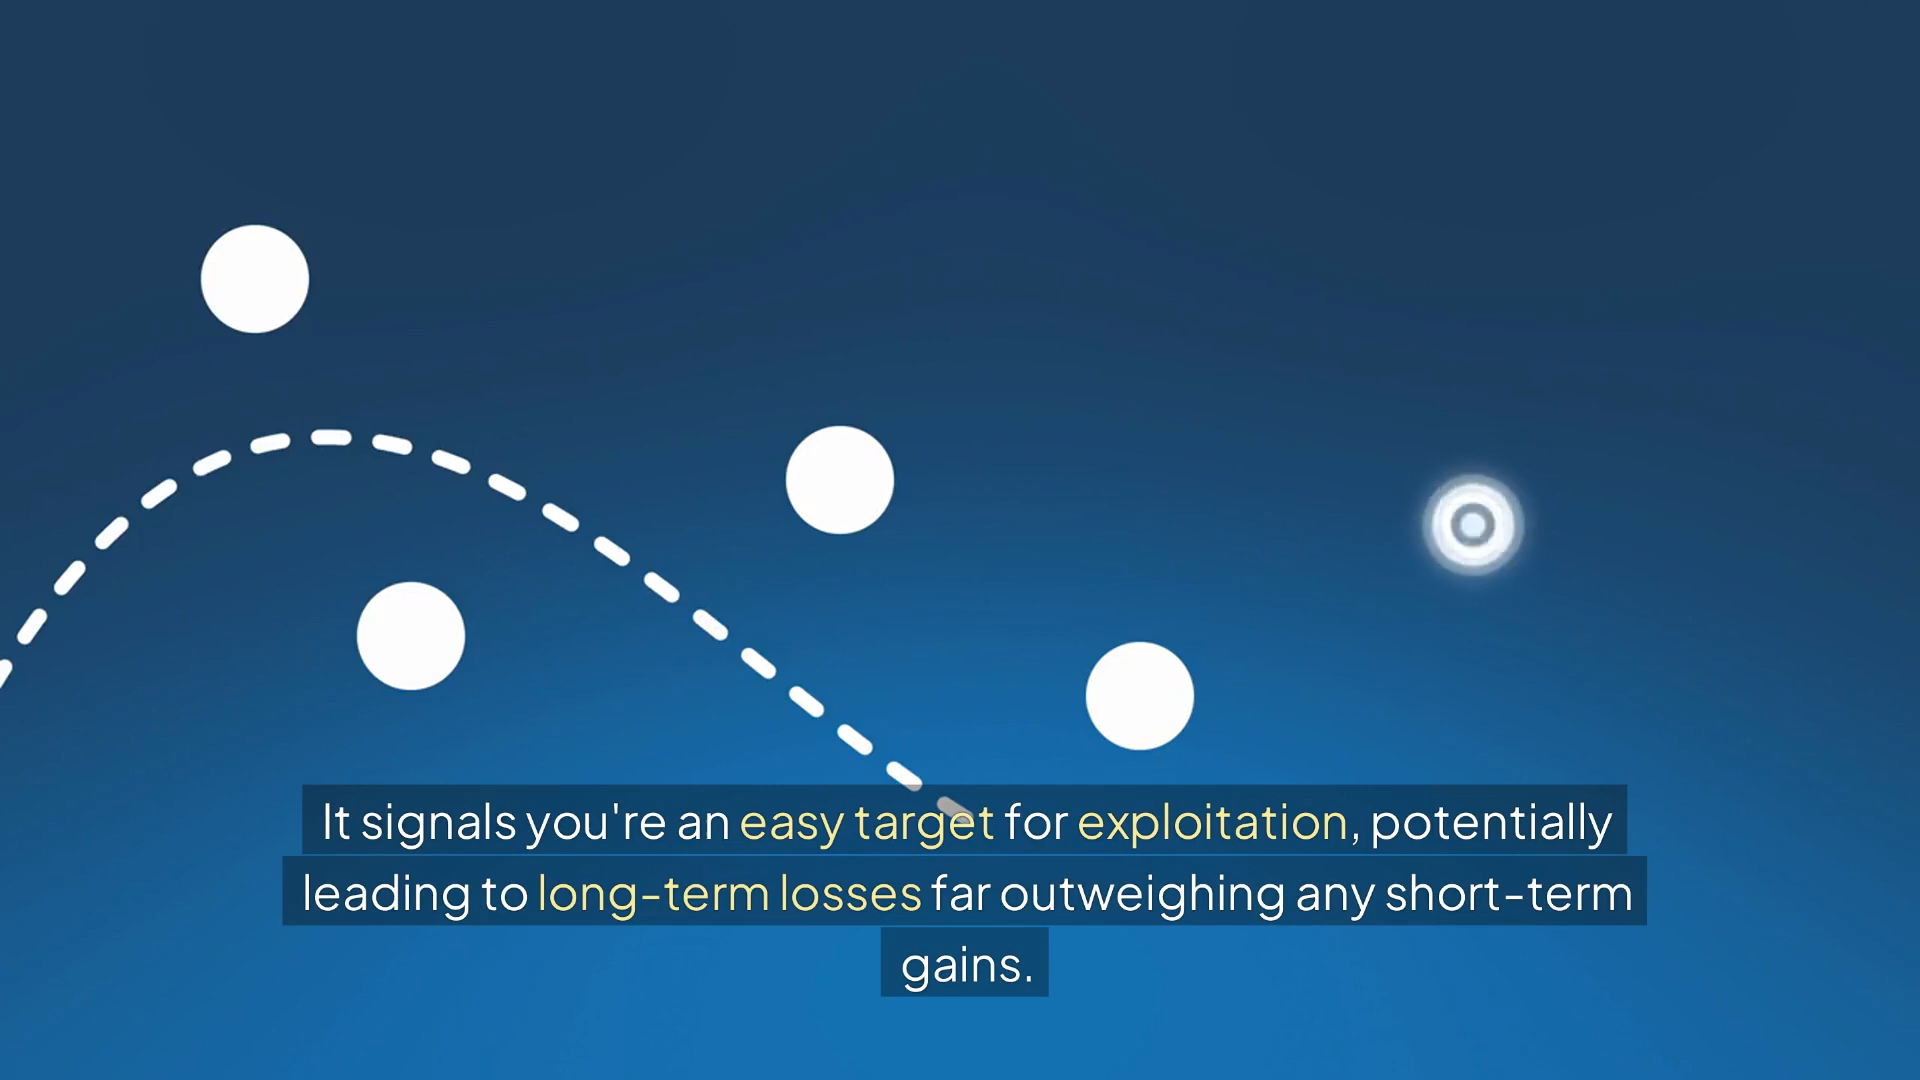 It signals you're an easy target for exploitation, potentially
leading to long-term losses far outweighing any short-term
gains.